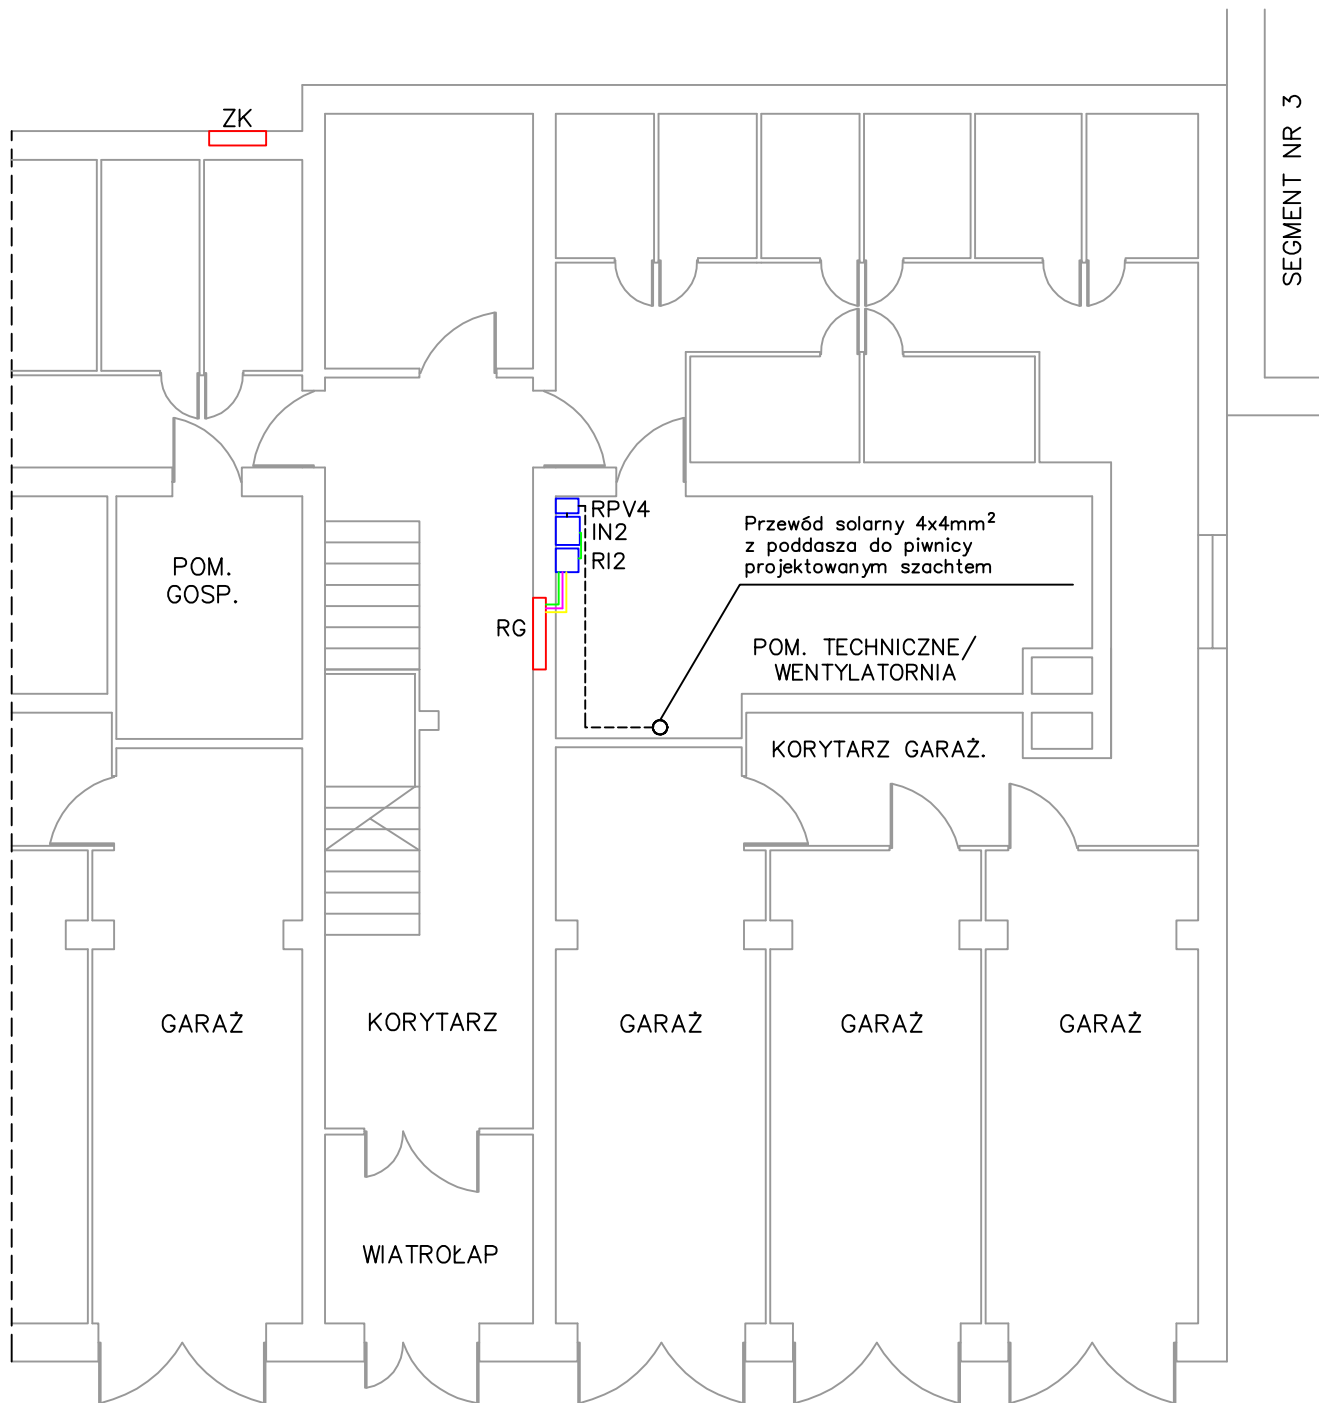 ZK
SEGMENT NR 3
RPV4
IN2
RI2
Przewód solarny 4x4mm²
z poddasza do piwnicy
projektowanym szachtem
POM.
GOSP.
RG
POM. TECHNICZNE/
WENTYLATORNIA
KORYTARZ GARAŻ.
GARAŻ
KORYTARZ
GARAŻ
GARAŻ
GARAŻ
WIATROŁAP